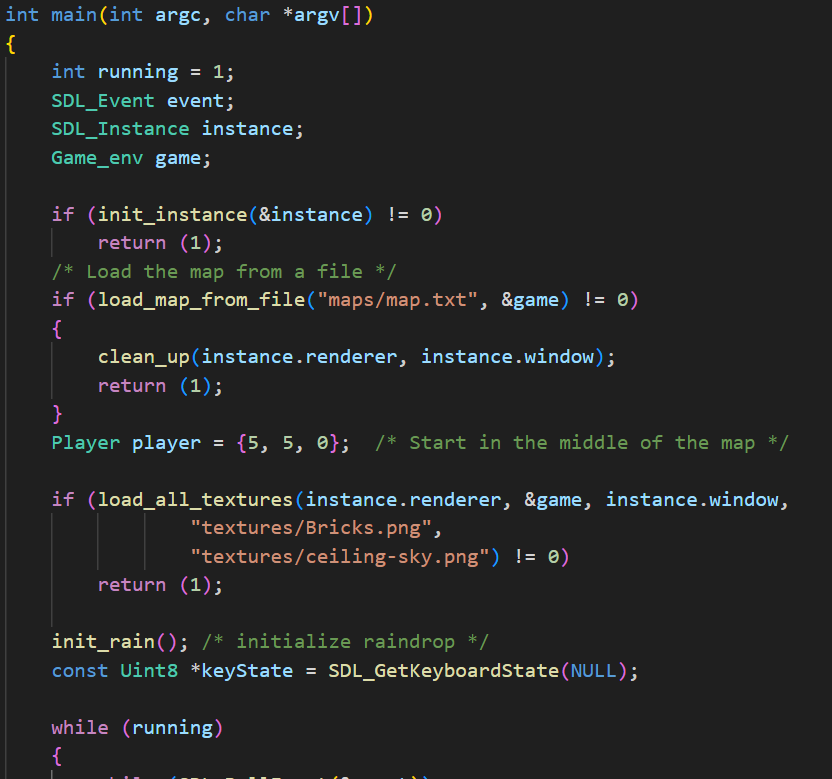 int main(int argc, char *argv[])
{
    int running = 1;
    SDL_Event event;
    SDL_Instance instance;
    Game_env game;

    if (init_instance(&instance) != 0)
        return (1);
    /* Load the map from a file */
    if (load_map_from_file("maps/map.txt", &game) != 0)
    {
        clean_up(instance.renderer, instance.window);
        return (1);
    }
    Player player = {5, 5, 0};  /* Start in the middle of the map */

    if (load_all_textures(instance.renderer, &game, instance.window,
                "textures/Bricks.png",
                "textures/ceiling-sky.png") != 0)
        return (1);

    init_rain(); /* initialize raindrop */
    const Uint8 *keyState = SDL_GetKeyboardState(NULL);

    while (running)
    {